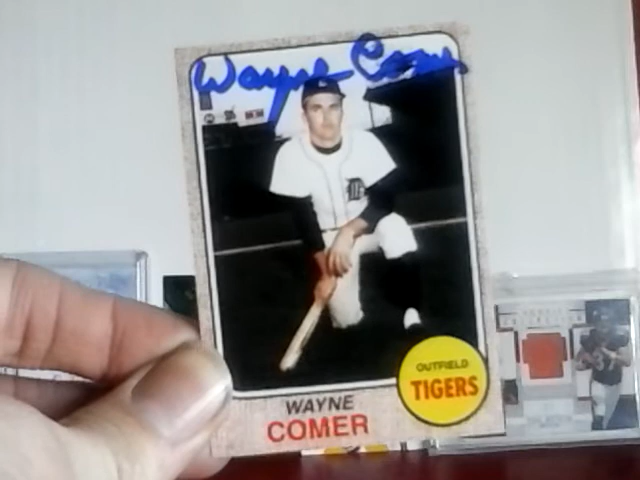 Wayne Comer
D
OUTFIELD
TIGERS
WAYNE
COMER